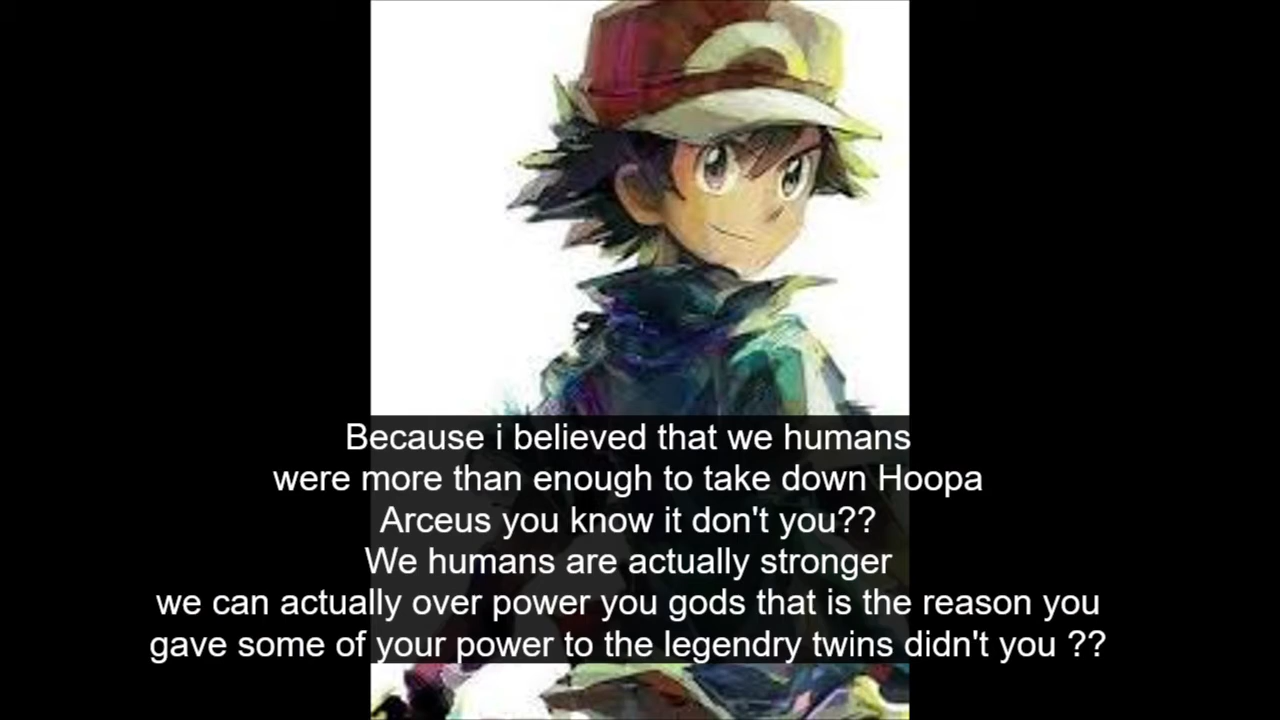 Because i believed that we humans
were more than enough to take down Hoopa
Arceus you know it don't you??
We humans are actually stronger
we can actually over power you gods that is the reason you
gave some of your power to the legendry twins didn't you ??